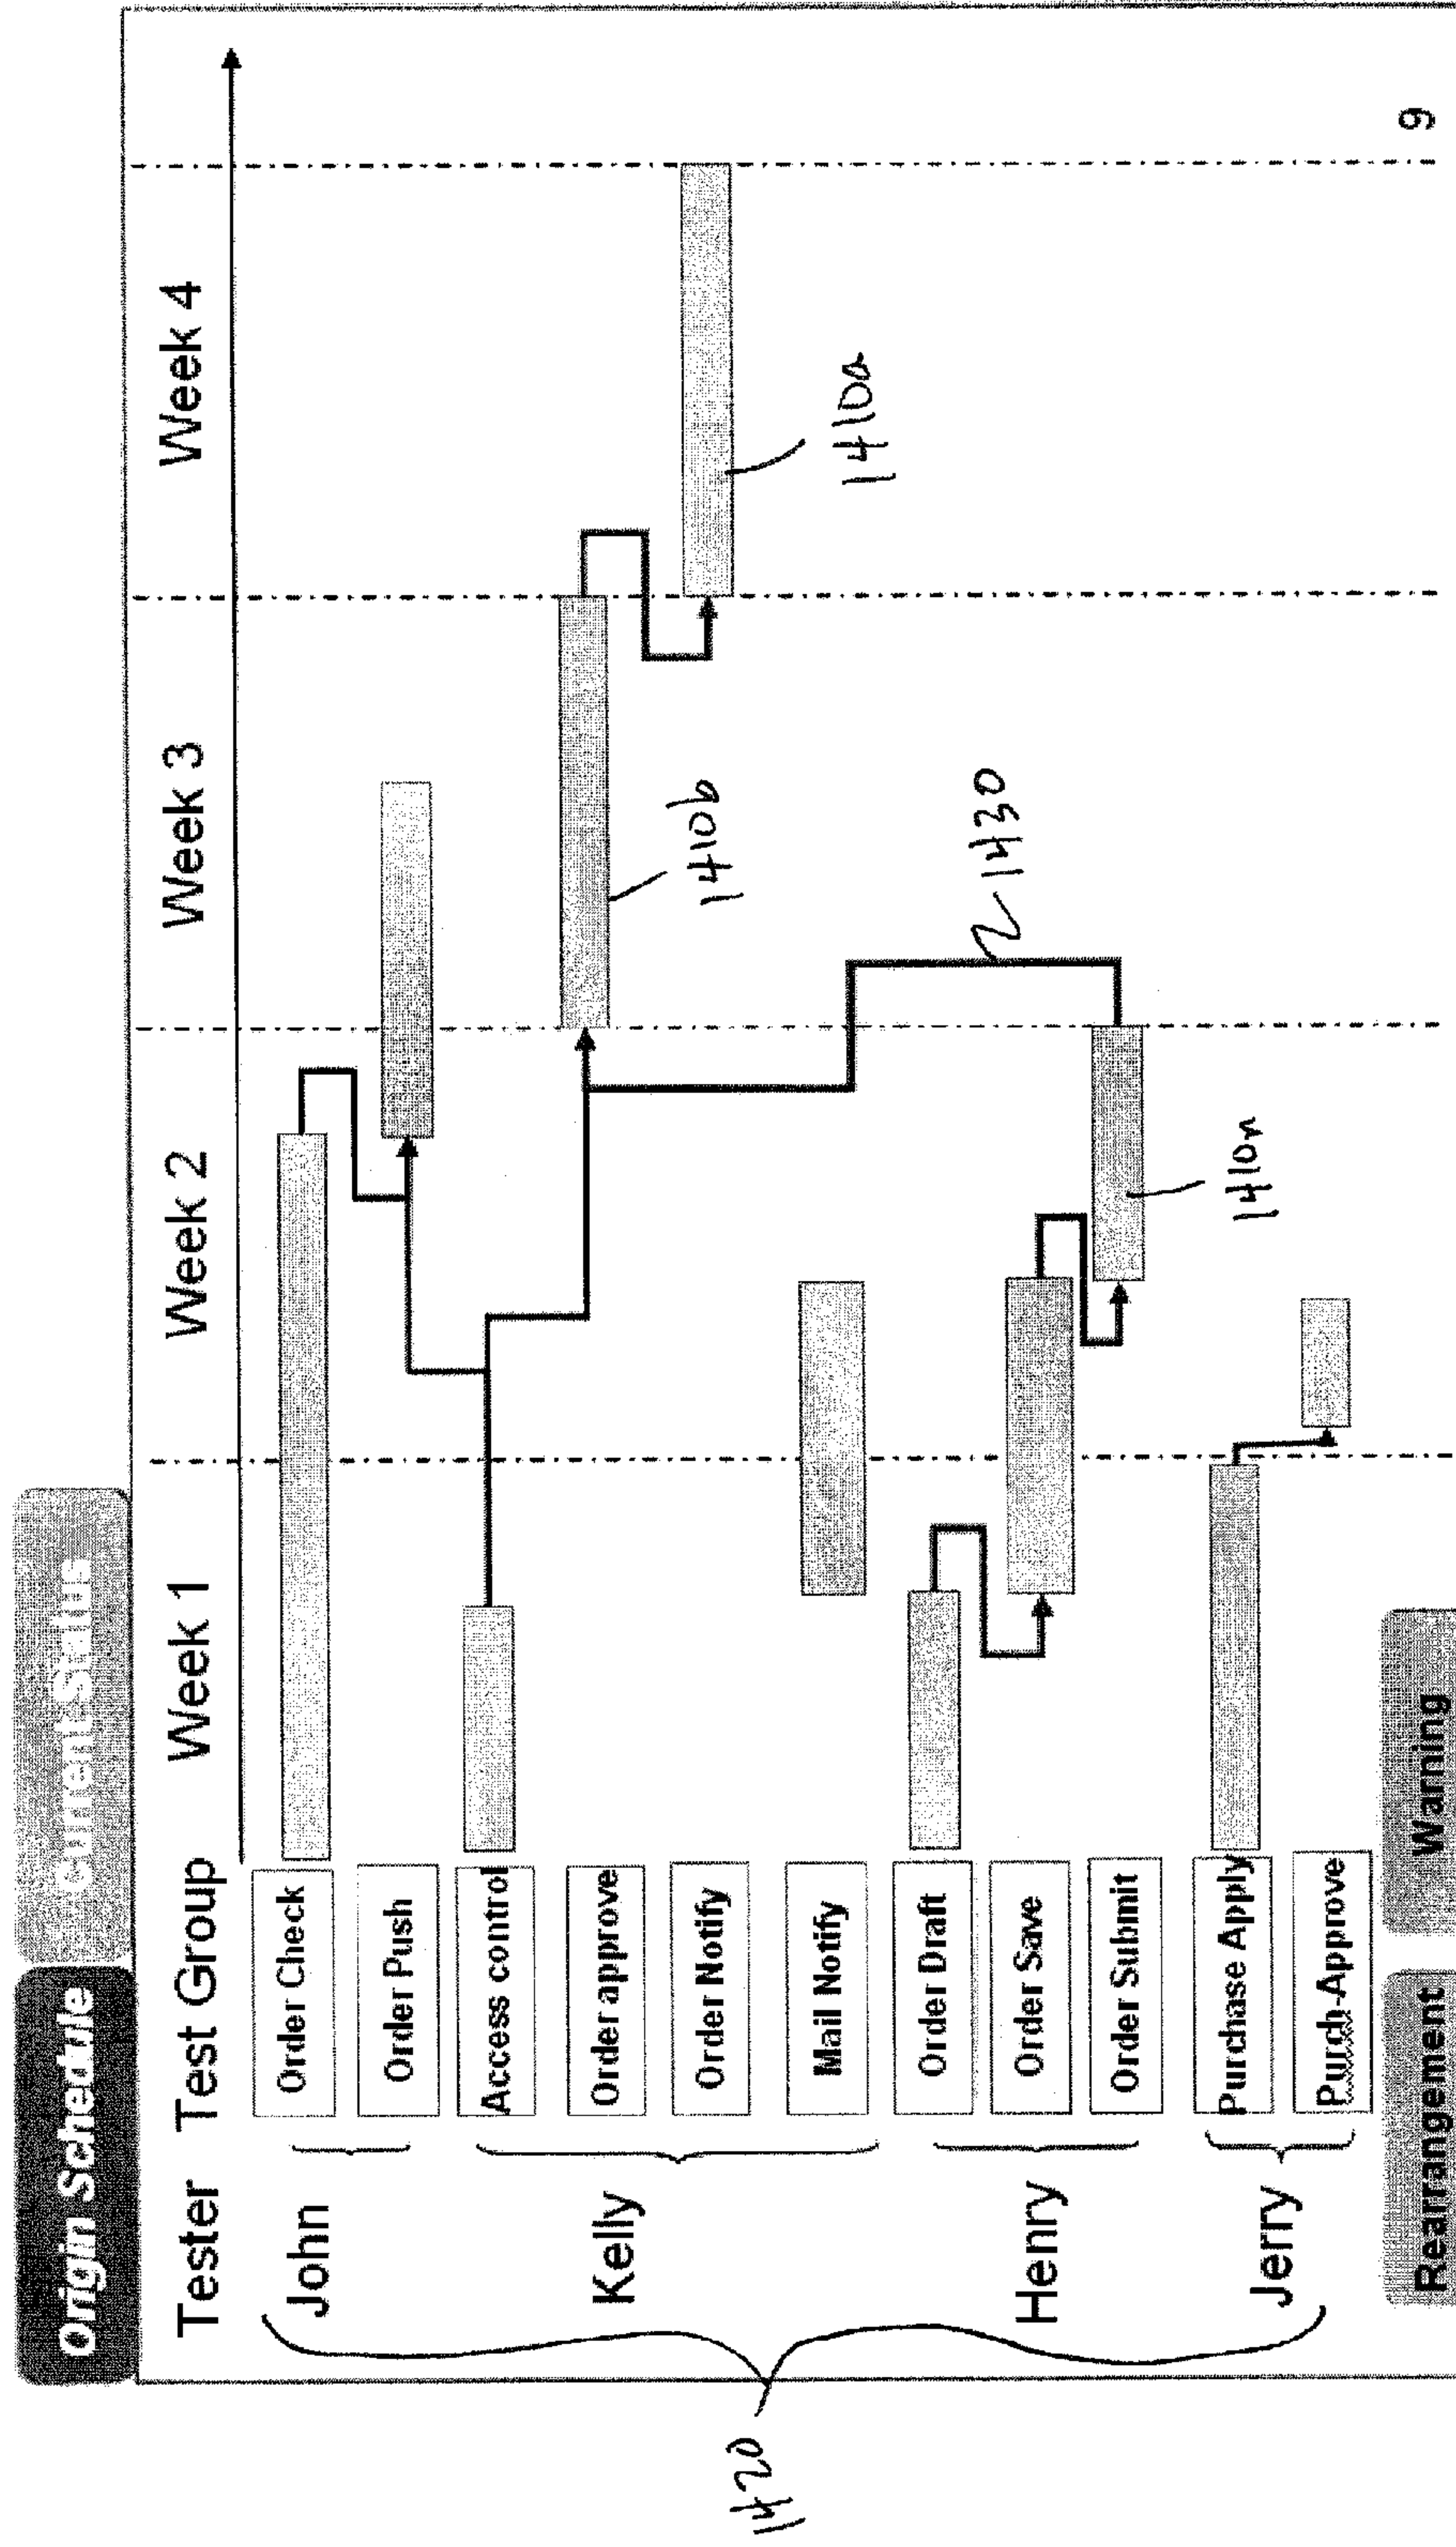 Origin Schedule Current Status
Tester Test Group Week 1 Week 2 Week 3 Week 4
John
Order Check
Order Push
Kelly
Access control
Order approve
Order Notify
Mail Notify
Henry
Order Draft
Order Save
Order Submit
Jerry
Purchase Apply
Purch-Approve
1410a
1410b
1430
1410n
1420
Rearrangement Warning
9